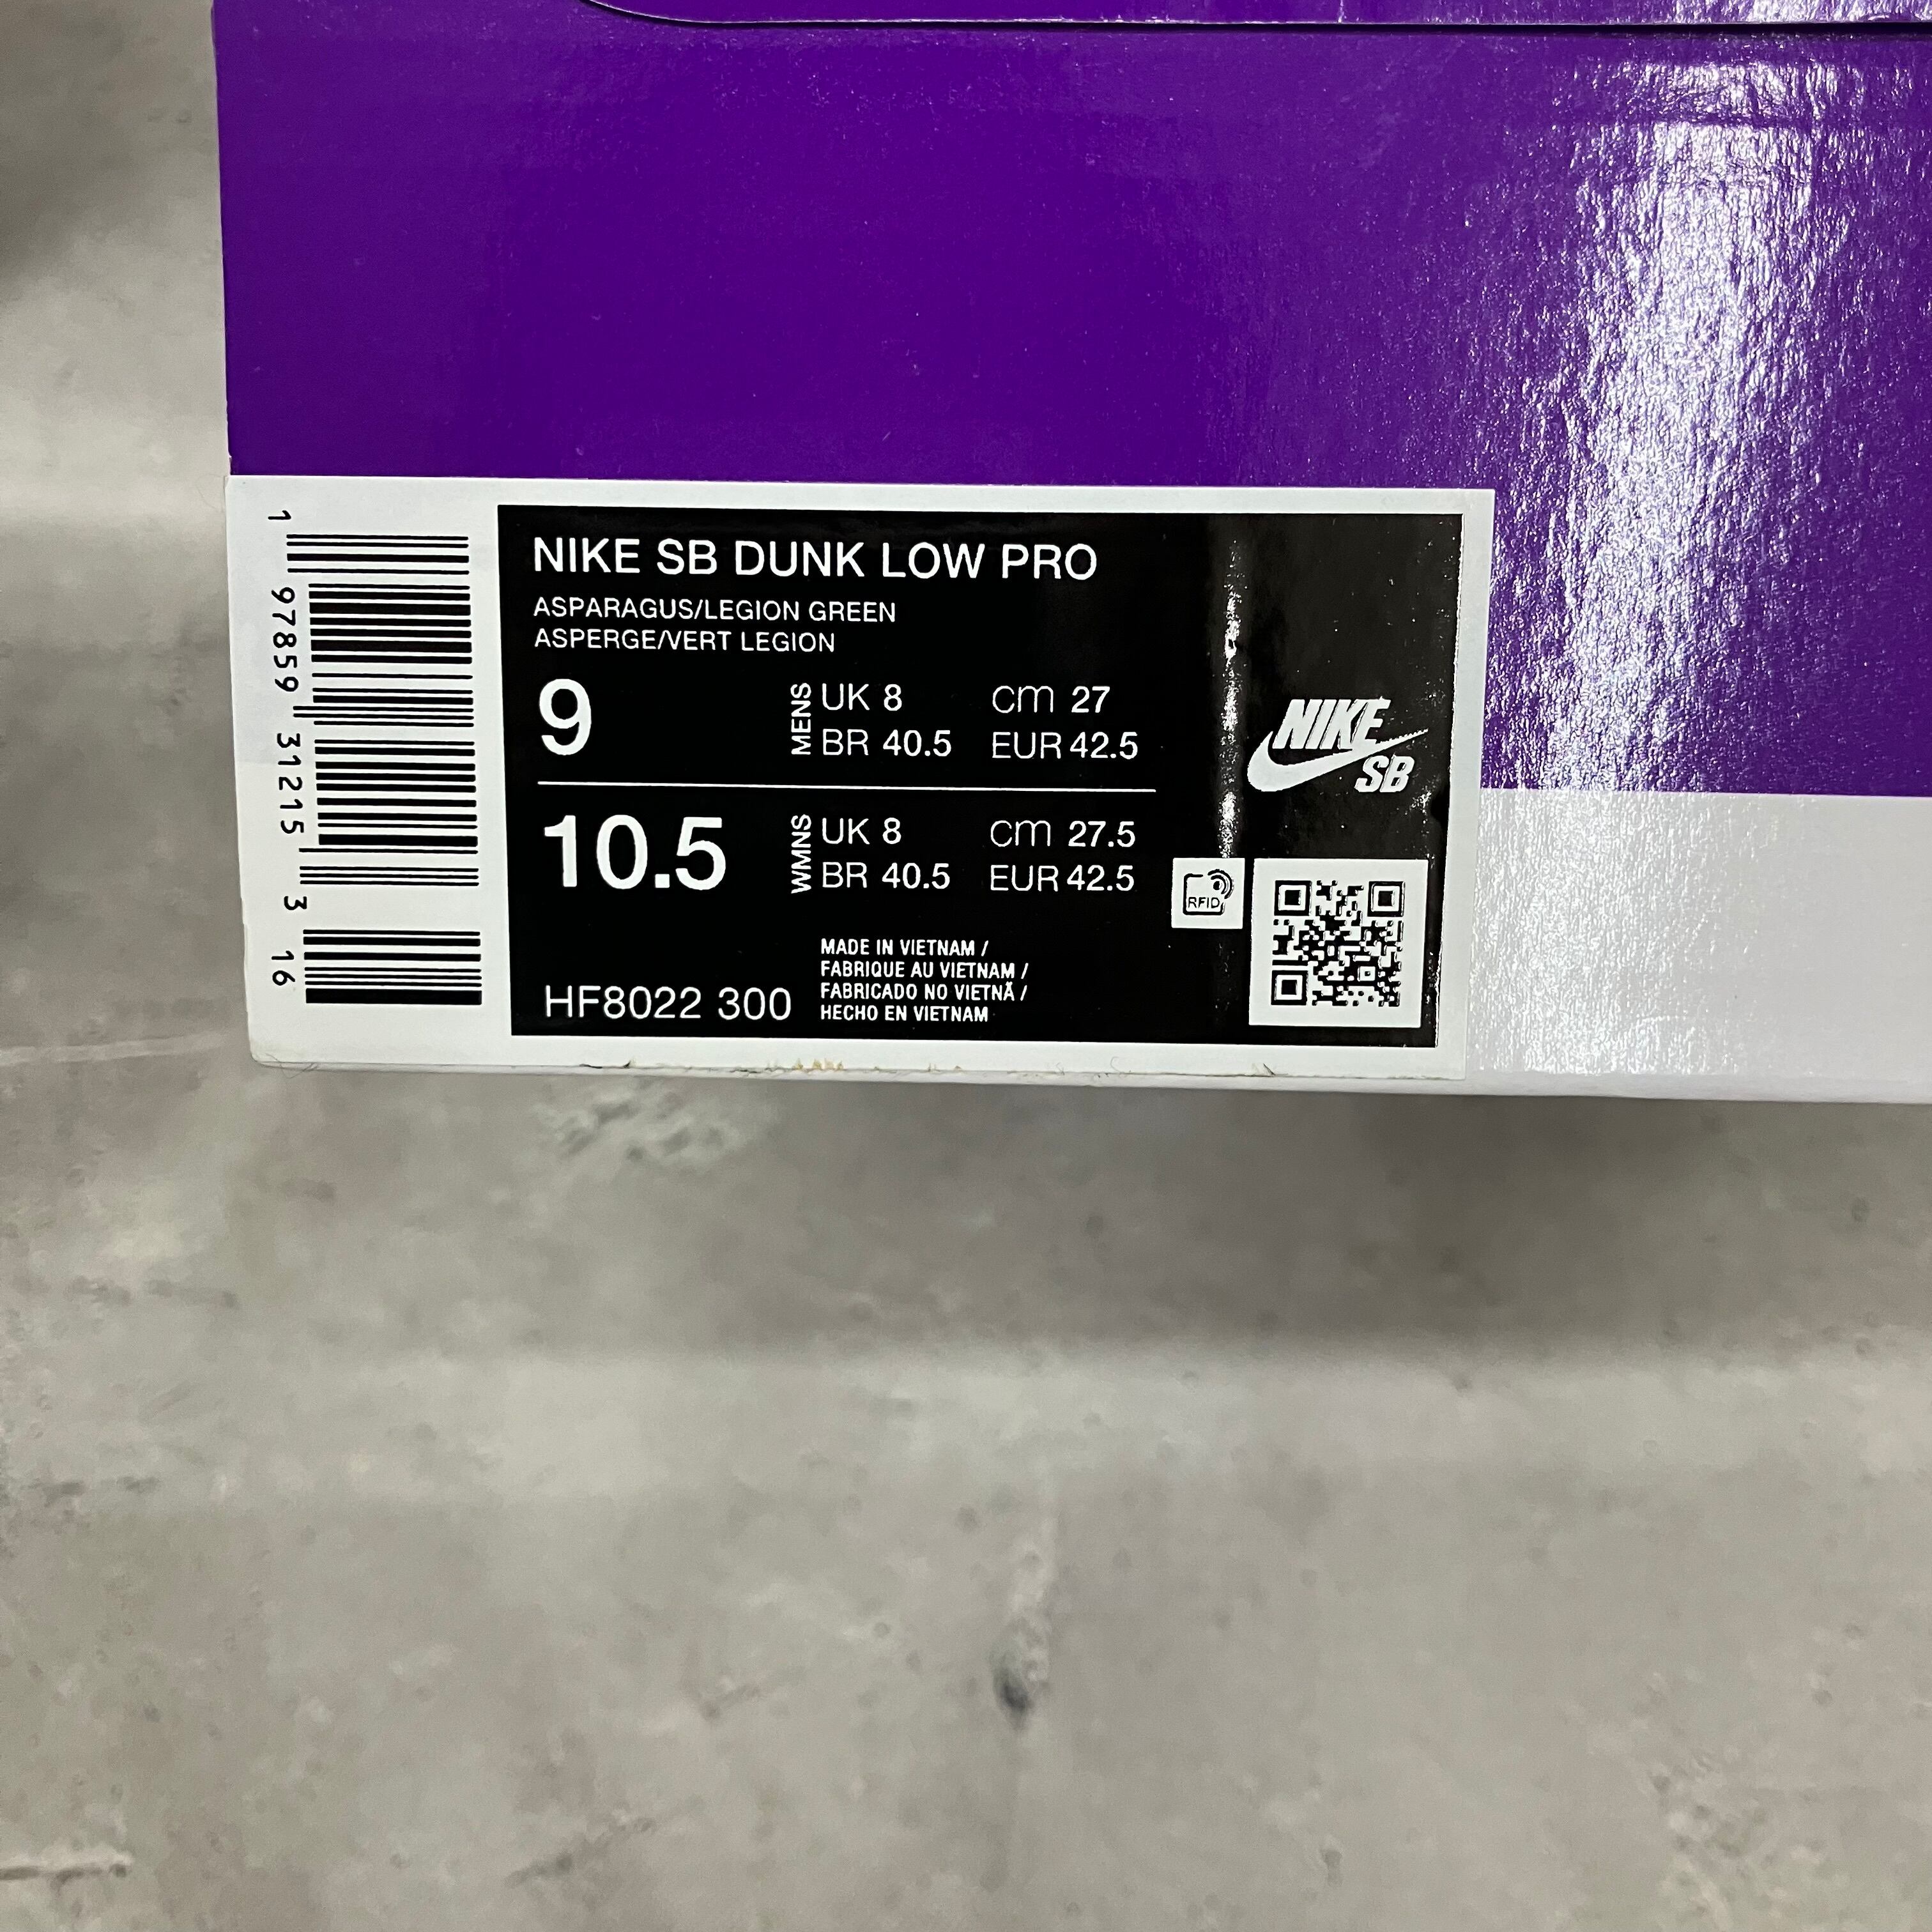 NIKE SB DUNK LOW PRO
ASPARAGUS/LEGION GREEN
ASPERGE/VERT LEGION
9
MENS
UK 8 cm 27
BR 40.5 EUR 42.5
10.5
WMNS
UK 8 cm 27.5
BR 40.5 EUR 42.5
HF8022 300
MADE IN VIETNAM /
FABRIQUE AU VIETNAM /
FABRICADO NO VIETNÃ /
HECHO EN VIETNAM
NIKE
SB
RFID
1 97859 31215 3 16